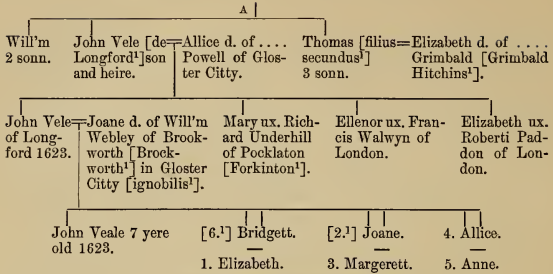 A
Will'm
2 sonn.
John Vele [de
Longford¹]son
and heire.
Allice d. of ....
Powell of Glos-
ter Citty.
Thomas [filius
secundus¹]
3 sonn.
Elizabeth d. of ....
Grimbald [Grimbald
Hitchins¹].
John Vele
of Long-
ford 1623.
Joane d. of Will'm
Webley of Brook-
worth [Brock-
worth¹] in Gloster
Citty [ignobilis¹].
Mary ux. Rich-
ard Underhill
of Pocklaton
[Forkinton¹].
Ellenor ux. Fran-
cis Walwyn of
London.
Elizabeth ux.
Roberti Pad-
don of Lon-
don.
John Veale 7 yere
old 1623.
[6.¹] Bridgett.
1. Elizabeth.
[2.¹] Joane.
3. Margerett.
4. Allice.
5. Anne.